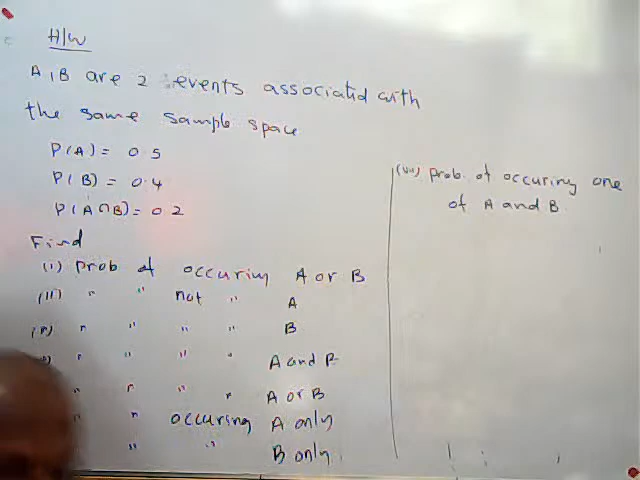 H/W
A, B are 2 events associated with
the same sample space
P(A) = 0.5
P(B) = 0.4
P(A∩B) = 0.2
Find
(i) prob of occuring A or B
(ii) " " not " A
" " " " B
" " " " A and B
" " " " A or B
" " occuring A only
" " B only
prob. of occuring one
of A and B